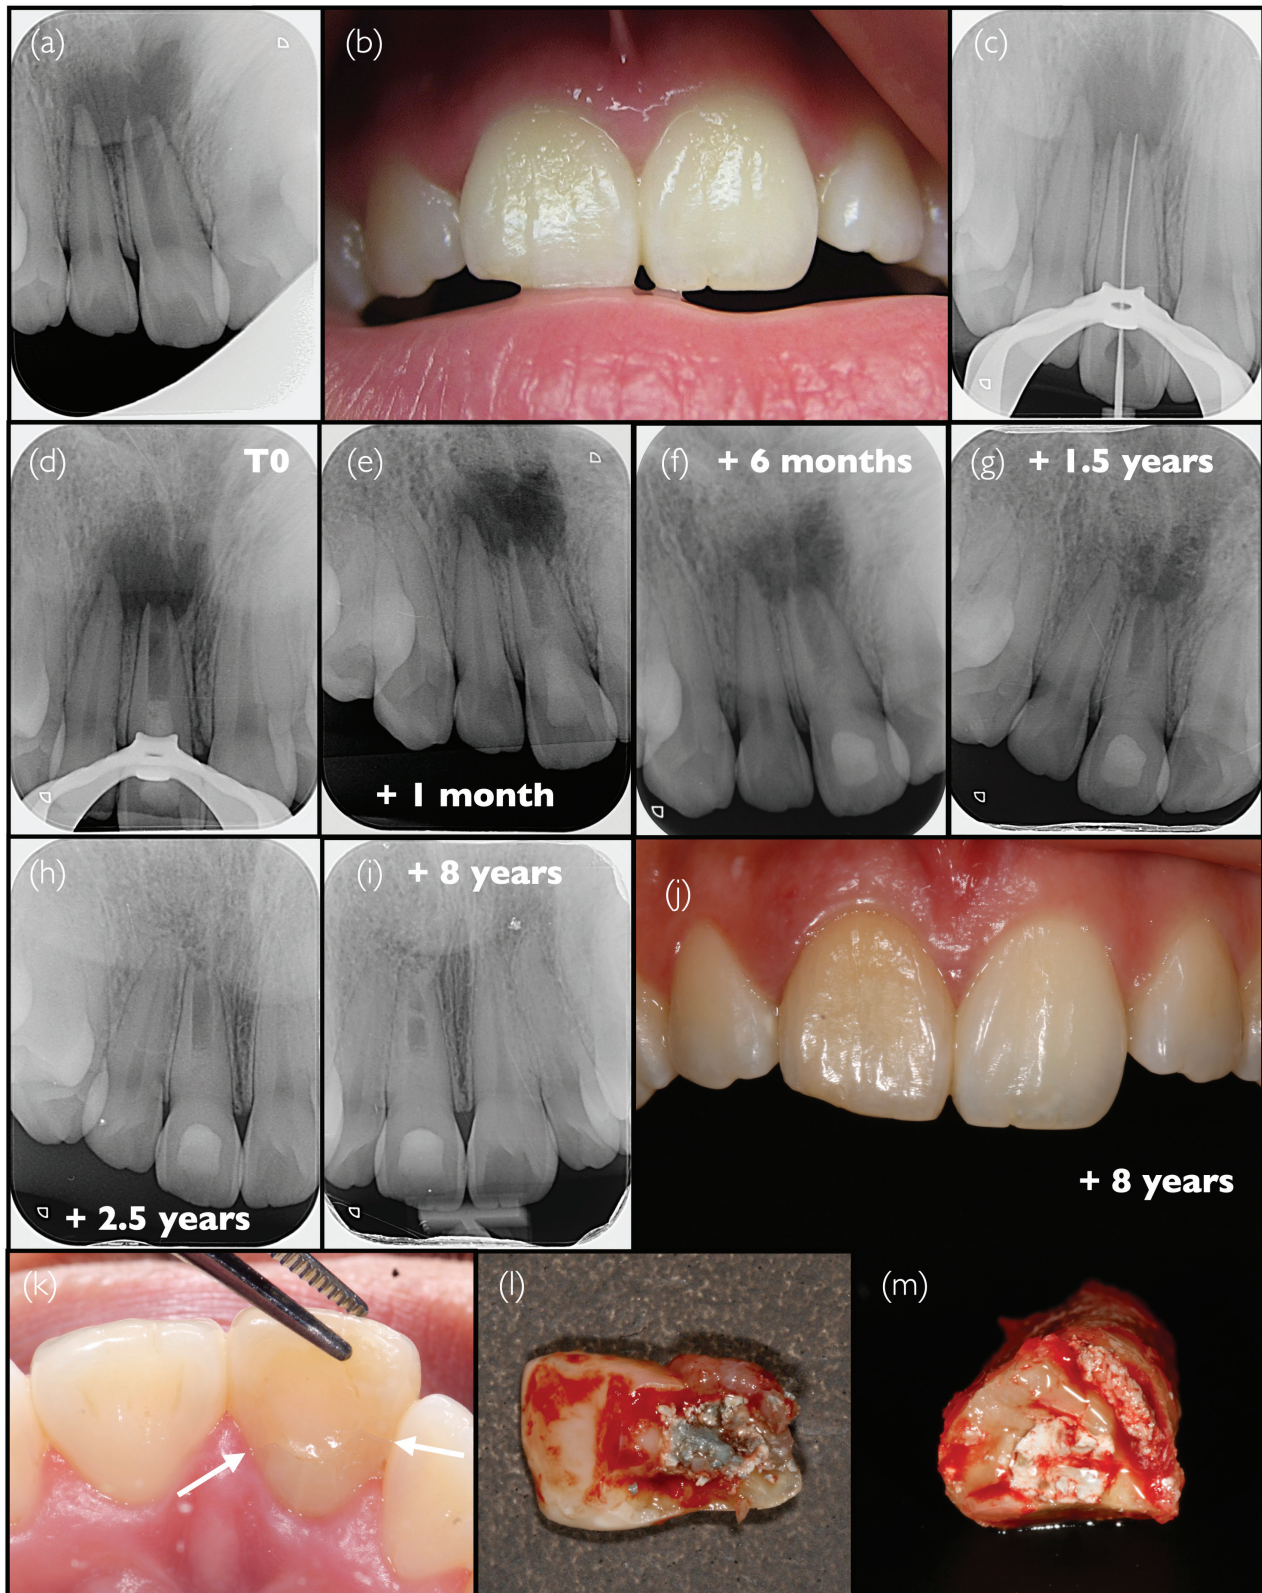 (a)
(b)
(c)
(d)
T0
(e)
+ 1 month
(f)
+ 6 months
(g)
+ 1.5 years
(h)
+ 2.5 years
(i)
+ 8 years
(j)
+ 8 years
(k)
(l)
(m)